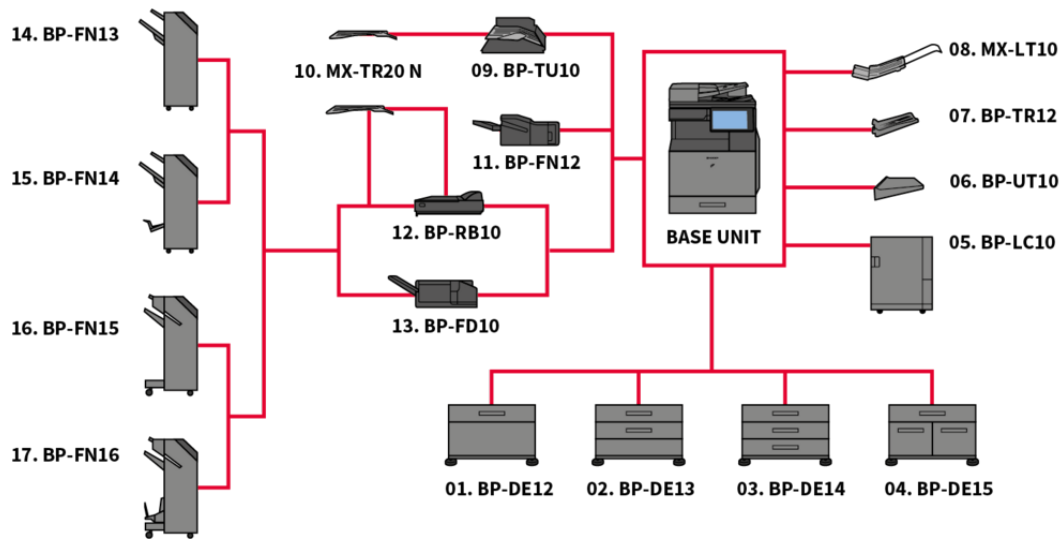 14. BP-FN13
10. MX-TR20 N
09. BP-TU10
08. MX-LT10
07. BP-TR12
11. BP-FN12
15. BP-FN14
06. BP-UT10
12. BP-RB10
BASE UNIT
05. BP-LC10
16. BP-FN15
13. BP-FD10
17. BP-FN16
01. BP-DE12
02. BP-DE13
03. BP-DE14
04. BP-DE15